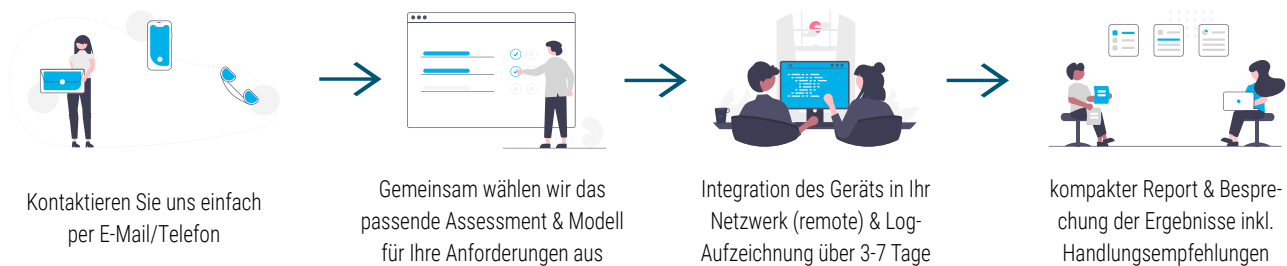 Kontaktieren Sie uns einfach
per E-Mail/Telefon
Gemeinsam wählen wir das
passende Assessment & Modell
für Ihre Anforderungen aus
Integration des Geräts in Ihr
Netzwerk (remote) & Log-
Aufzeichnung über 3-7 Tage
kompakter Report & Bespre-
chung der Ergebnisse inkl.
Handlungsempfehlungen